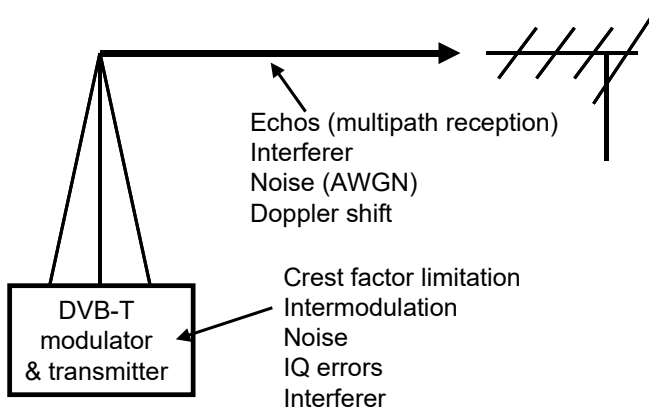 Echos (multipath reception)
Interferer
Noise (AWGN)
Doppler shift
DVB-T
modulator
& transmitter
Crest factor limitation
Intermodulation
Noise
IQ errors
Interferer